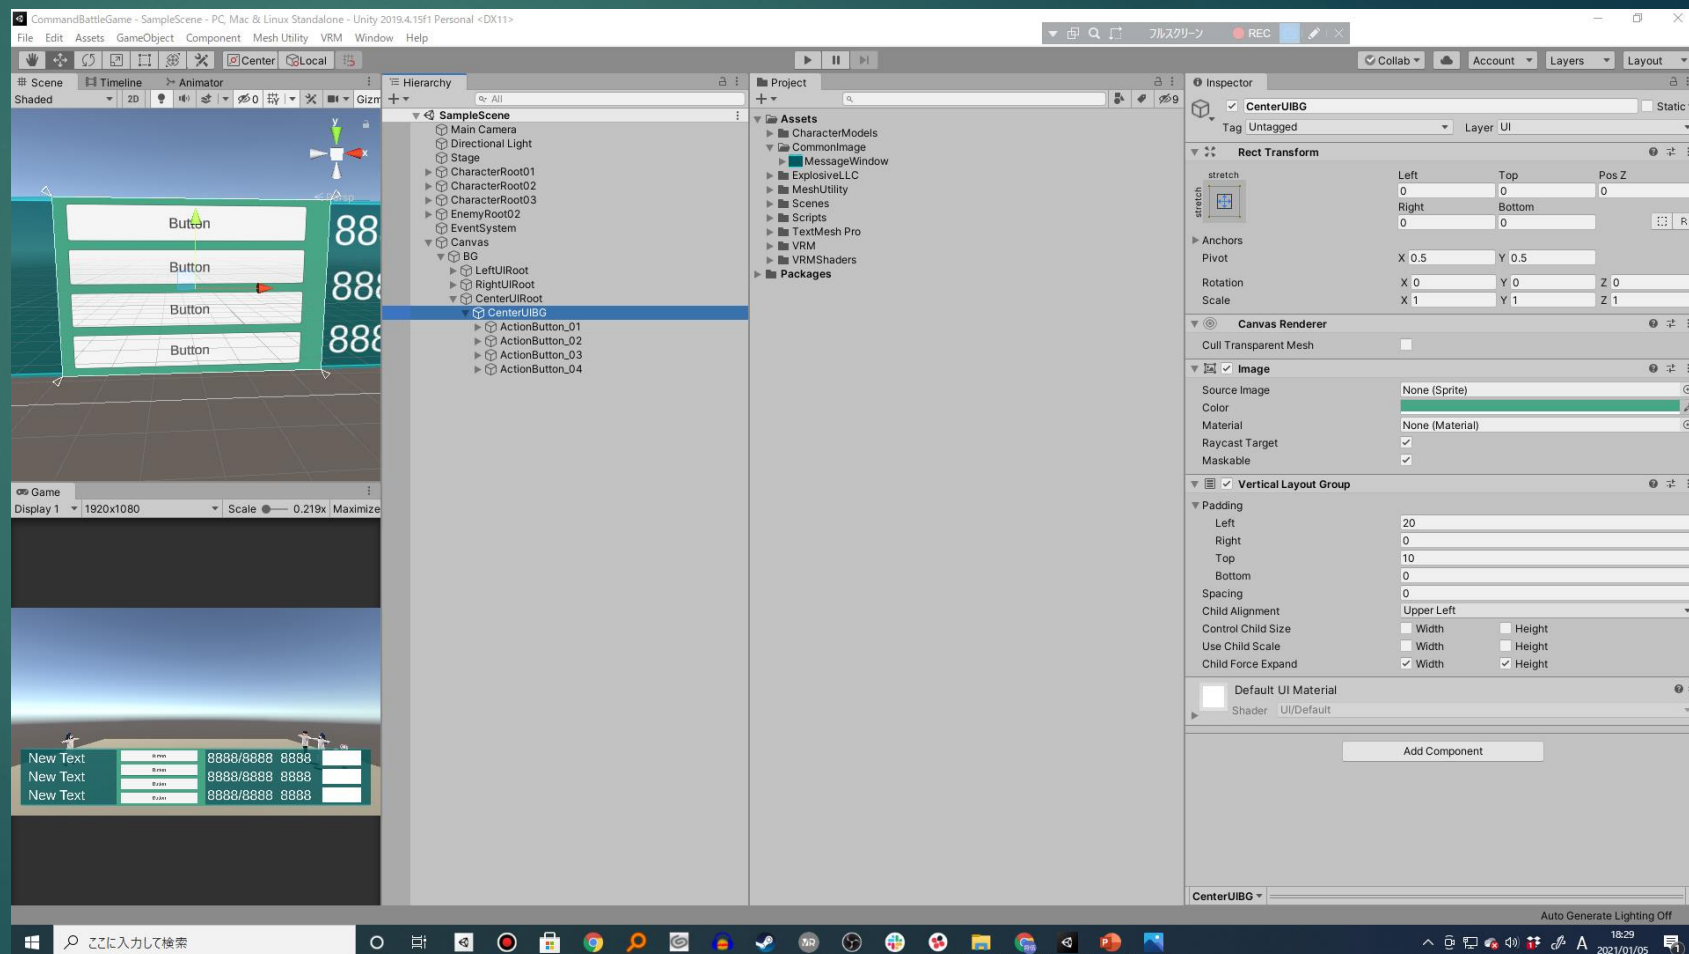 CommandBattleGame - SampleScene - PC, Mac & Linux Standalone - Unity 2019.4.15f1 Personal <DX11>
File Edit Assets GameObject Component Mesh Utility VRM Window Help
フルスクリーン REC
Center Local
Collab Account Layers Layout
Scene Timeline Animator
Shaded 2D 0 Gizm
y
x
Persp
Button
Button
Button
Button
88
888
888
Game
Display 1 1920x1080 Scale 0.219x Maximize
New Text 8888/8888 8888
New Text 8888/8888 8888
New Text 8888/8888 8888
Hierarchy
All
SampleScene
Main Camera
Directional Light
Stage
CharacterRoot01
CharacterRoot02
CharacterRoot03
EnemyRoot02
EventSystem
Canvas
BG
LeftUIRoot
RightUIRoot
CenterUIRoot
CenterUIBG
ActionButton_01
ActionButton_02
ActionButton_03
ActionButton_04
Project
9
Assets
CharacterModels
CommonImage
MessageWindow
ExplosiveLLC
MeshUtility
Scenes
Scripts
TextMesh Pro
VRM
VRMShaders
Packages
Inspector
CenterUIBG Static
Tag Untagged Layer UI
Rect Transform
stretch Left Top Pos Z
stretch 0 0 0
Right Bottom
0 0 R
Anchors
Pivot X 0.5 Y 0.5
Rotation X 0 Y 0 Z 0
Scale X 1 Y 1 Z 1
Canvas Renderer
Cull Transparent Mesh
Image
Source Image None (Sprite)
Color
Material None (Material)
Raycast Target
Maskable
Vertical Layout Group
Padding
Left 20
Right 0
Top 10
Bottom 0
Spacing 0
Child Alignment Upper Left
Control Child Size Width Height
Use Child Scale Width Height
Child Force Expand Width Height
Default UI Material
Shader UI/Default
Add Component
CenterUIBG
Auto Generate Lighting Off
ここに入力して検索
A 18:29
2021/01/05